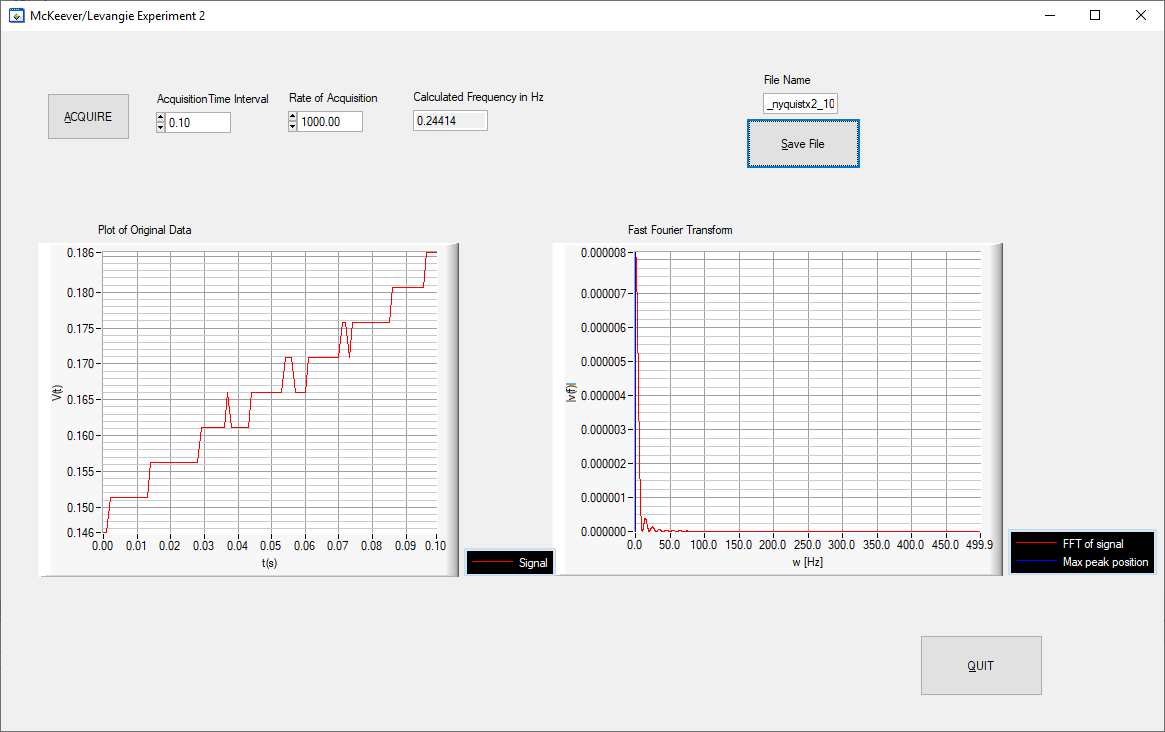 McKeever/Levangie Experiment 2
ACQUIRE
AcquisitionTime Interval
0.10
Rate of Acquisition
1000.00
Calculated Frequency in Hz
0.24414
File Name
_nyquistx2_10
Save File
Plot of Original Data
0.186
0.180
0.175
0.170
0.165
0.160
0.155
0.150
0.146
V(t)
0.00 0.01 0.02 0.03 0.04 0.05 0.06 0.07 0.08 0.09 0.10
t(s)
Signal
Fast Fourier Transform
0.000008
0.000007
0.000006
0.000005
0.000004
0.000003
0.000002
0.000001
0.000000
|v(f)|
0.0 50.0 100.0 150.0 200.0 250.0 300.0 350.0 400.0 450.0 499.9
w [Hz]
FFT of signal
Max peak position
QUIT